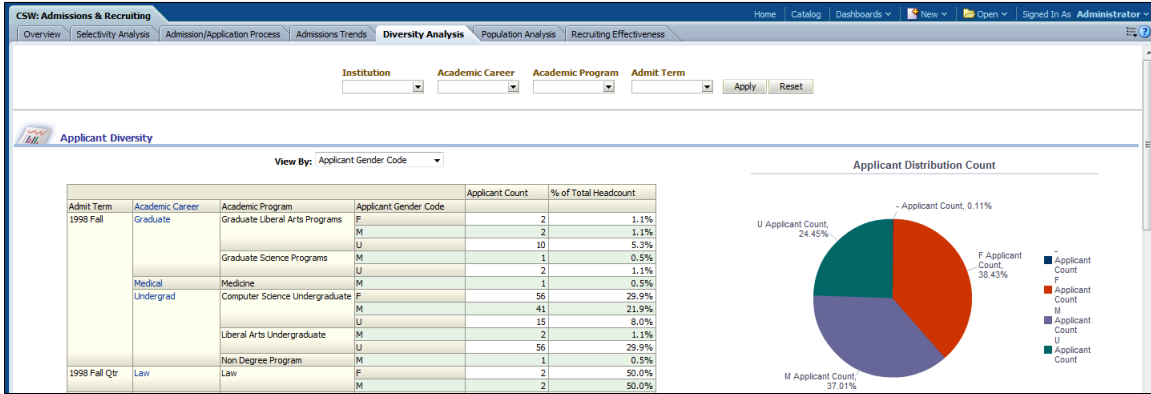 CSW: Admissions & Recruiting Home Catalog Dashboards New Open Signed In As Administrator
Overview Selectivity Analysis Admission/Application Process Admissions Trends Diversity Analysis Population Analysis Recruiting Effectiveness
Institution Academic Career Academic Program Admit Term
Apply Reset
Applicant Diversity
View By: Applicant Gender Code
Applicant Count % of Total Headcount
Admit Term Academic Career Academic Program Applicant Gender Code
1998 Fall Graduate Graduate Liberal Arts Programs F 2 1.1%
M 2 1.1%
U 10 5.3%
Graduate Science Programs M 1 0.5%
U 2 1.1%
Medical Medicine M 1 0.5%
Undergrad Computer Science Undergraduate F 56 29.9%
M 41 21.9%
U 15 8.0%
Liberal Arts Undergraduate M 2 1.1%
U 56 29.9%
Non Degree Program M 1 0.5%
1998 Fall Qtr Law Law F 2 50.0%
M 2 50.0%
Applicant Distribution Count
- Applicant Count, 0.11%
U Applicant Count,
24.45%
F Applicant
Count,
38.43%
M Applicant Count,
37.01%
-
Applicant
Count
F
Applicant
Count
M
Applicant
Count
U
Applicant
Count